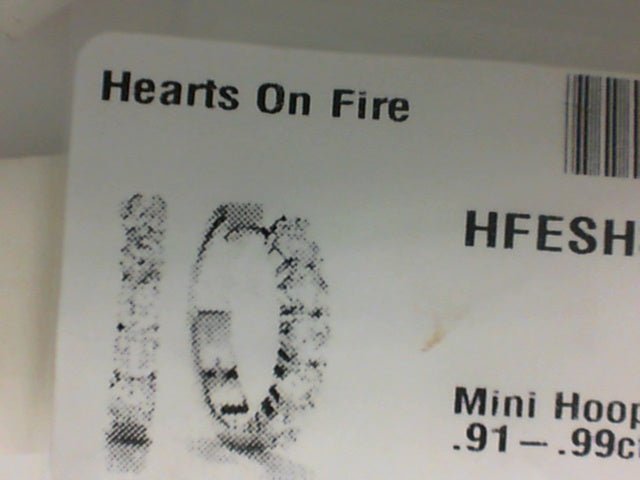 Hearts On Fire
HFESH
Mini Hoop
.91 – .99c